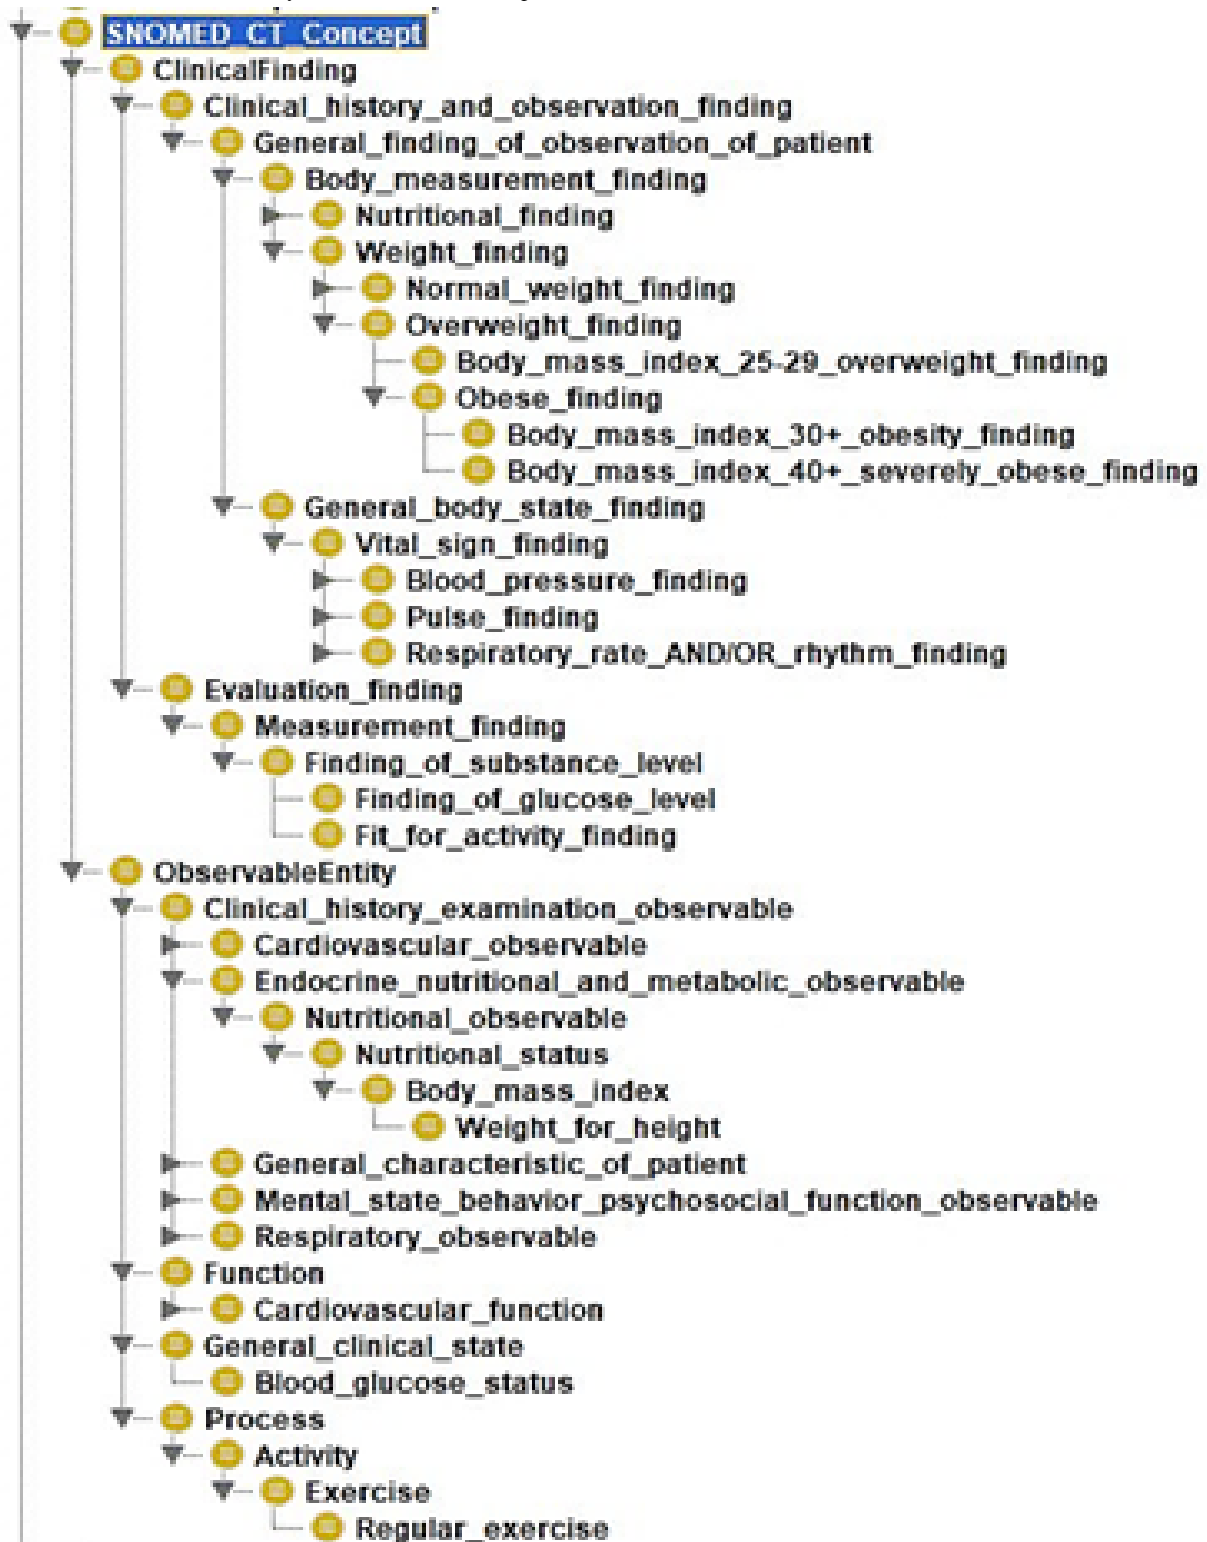 SNOMED_CT_Concept
ClinicalFinding
Clinical_history_and_observation_finding
General_finding_of_observation_of_patient
Body_measurement_finding
Nutritional_finding
Weight_finding
Normal_weight_finding
Overweight_finding
Body_mass_index_25-29_overweight_finding
Obese_finding
Body_mass_index_30+_obesity_finding
Body_mass_index_40+_severely_obese_finding
General_body_state_finding
Vital_sign_finding
Blood_pressure_finding
Pulse_finding
Respiratory_rate_AND/OR_rhythm_finding
Evaluation_finding
Measurement_finding
Finding_of_substance_level
Finding_of_glucose_level
Fit_for_activity_finding
ObservableEntity
Clinical_history_examination_observable
Cardiovascular_observable
Endocrine_nutritional_and_metabolic_observable
Nutritional_observable
Nutritional_status
Body_mass_index
Weight_for_height
General_characteristic_of_patient
Mental_state_behavior_psychosocial_function_observable
Respiratory_observable
Function
Cardiovascular_function
General_clinical_state
Blood_glucose_status
Process
Activity
Exercise
Regular_exercise